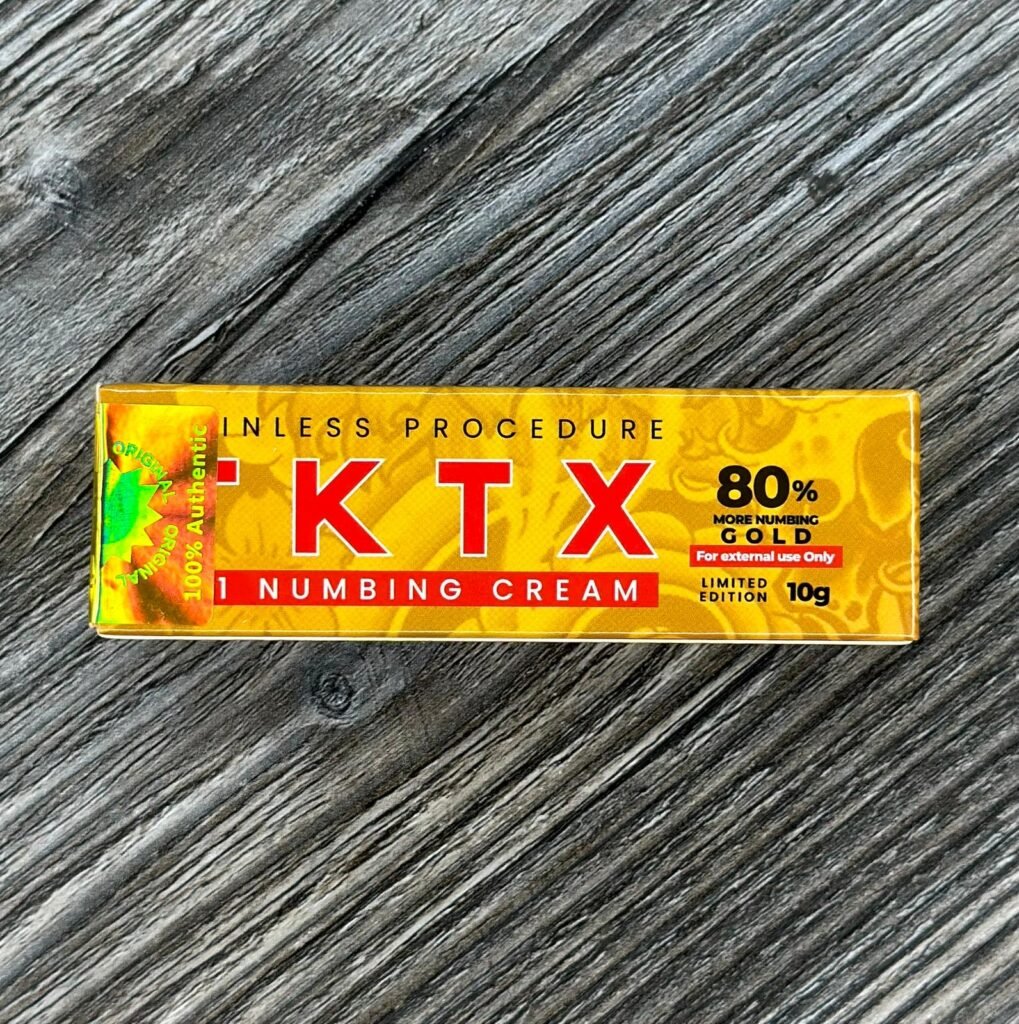 INLESS PROCEDURE
TKTX
1 NUMBING CREAM
ORIGINAL
ORIGINAL
100% Authentic
80%
MORE NUMBING
GOLD
For external use Only
LIMITED
EDITION
10g